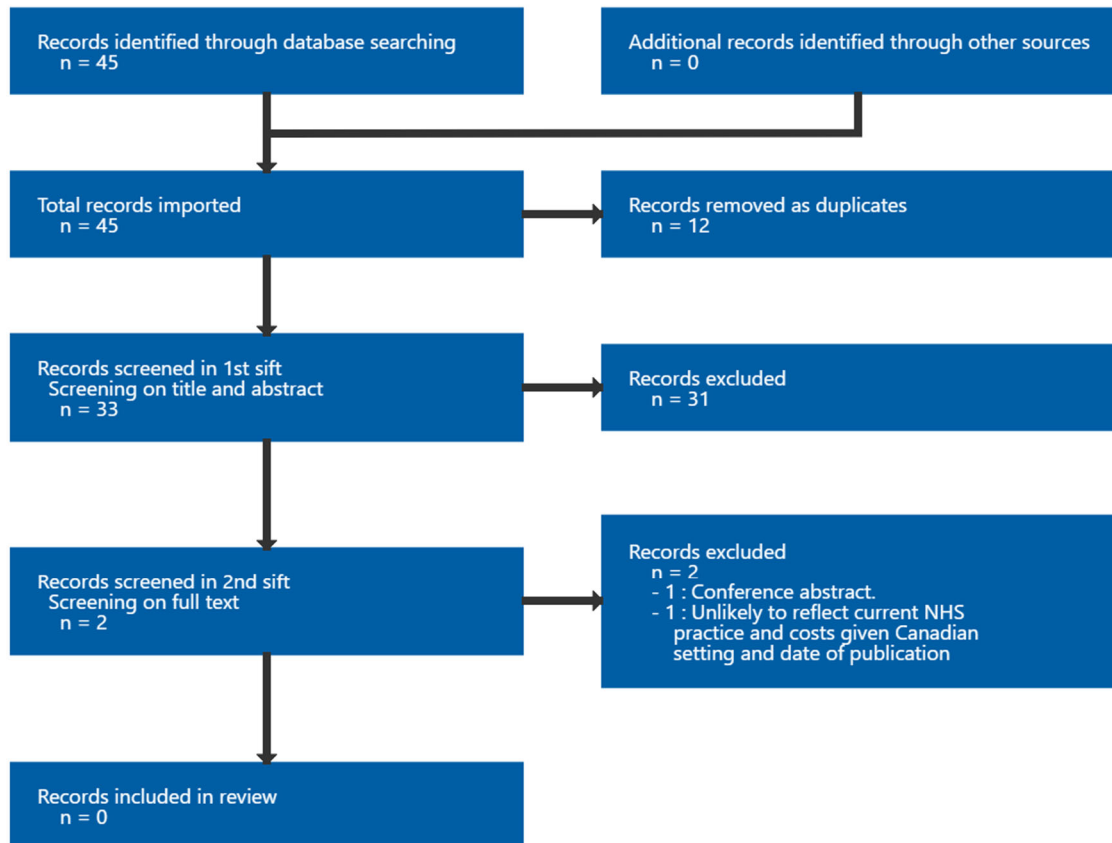 Records identified through database searching
n = 45
Additional records identified through other sources
n = 0
Total records imported
n = 45
Records removed as duplicates
n = 12
Records screened in 1st sift
Screening on title and abstract
n = 33
Records excluded
n = 31
Records screened in 2nd sift
Screening on full text
n = 2
Records excluded
n = 2
- 1 : Conference abstract.
- 1 : Unlikely to reflect current NHS
practice and costs given Canadian
setting and date of publication
Records included in review
n = 0